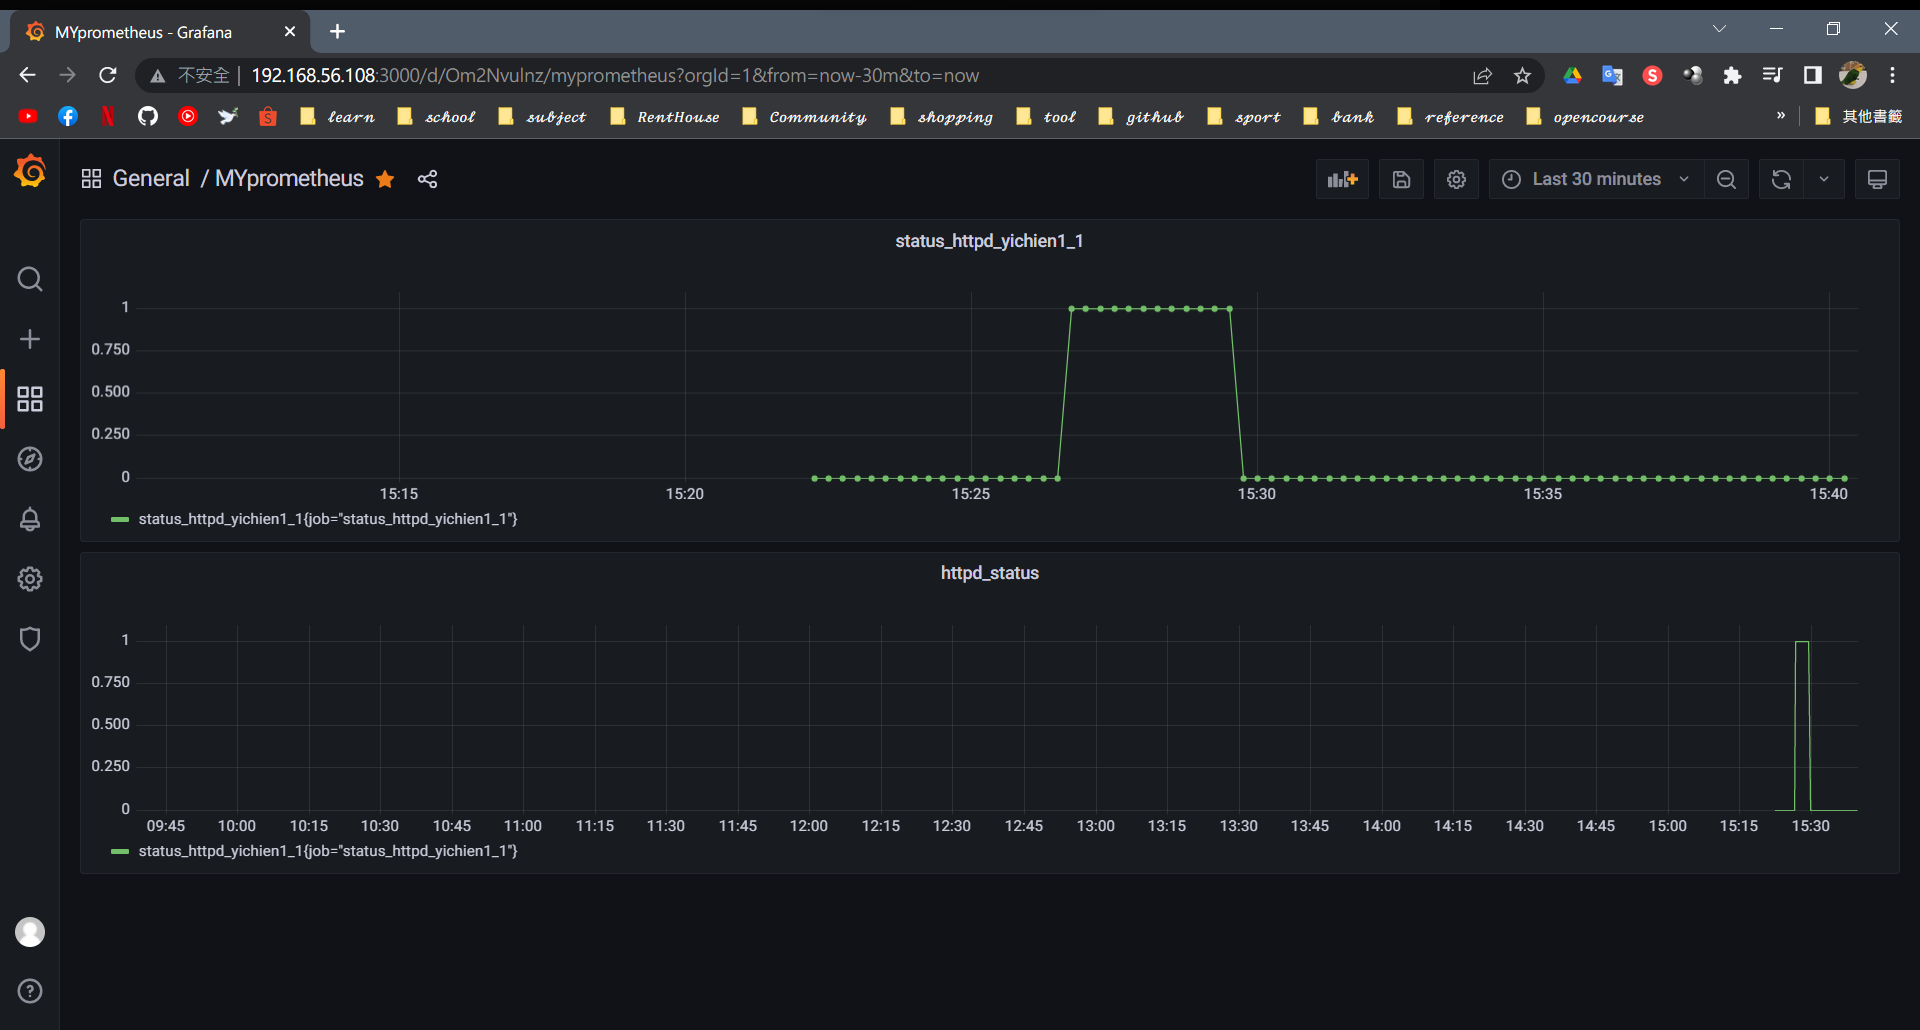 MYprometheus - Grafana
不安全 | 192.168.56.108:3000/d/Om2Nvulnz/myprometheus?orgId=1&from=now-30m&to=now
learn school subject RentHouse Community shopping tool github sport bank reference opencourse » 其他書籤
General / MYprometheus Last 30 minutes
status_httpd_yichien1_1
1
0.750
0.500
0.250
0
15:15 15:20 15:25 15:30 15:35 15:40
status_httpd_yichien1_1{job="status_httpd_yichien1_1"}
httpd_status
1
0.750
0.500
0.250
0
09:45 10:00 10:15 10:30 10:45 11:00 11:15 11:30 11:45 12:00 12:15 12:30 12:45 13:00 13:15 13:30 13:45 14:00 14:15 14:30 14:45 15:00 15:15 15:30
status_httpd_yichien1_1{job="status_httpd_yichien1_1"}